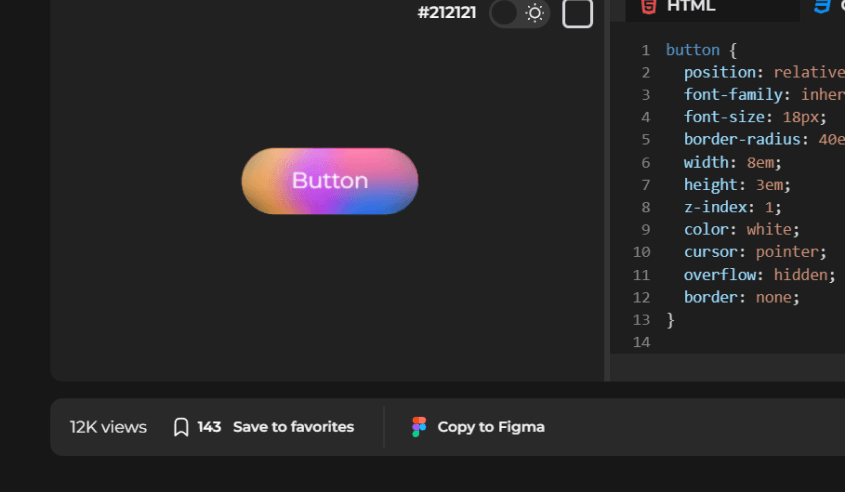 #212121
HTML
1 button {
2 position: relative
3 font-family: inher
4 font-size: 18px;
5 border-radius: 40e
6 width: 8em;
7 height: 3em;
8 z-index: 1;
9 color: white;
10 cursor: pointer;
11 overflow: hidden;
12 border: none;
13 }
14
Button
12K views 143 Save to favorites Copy to Figma